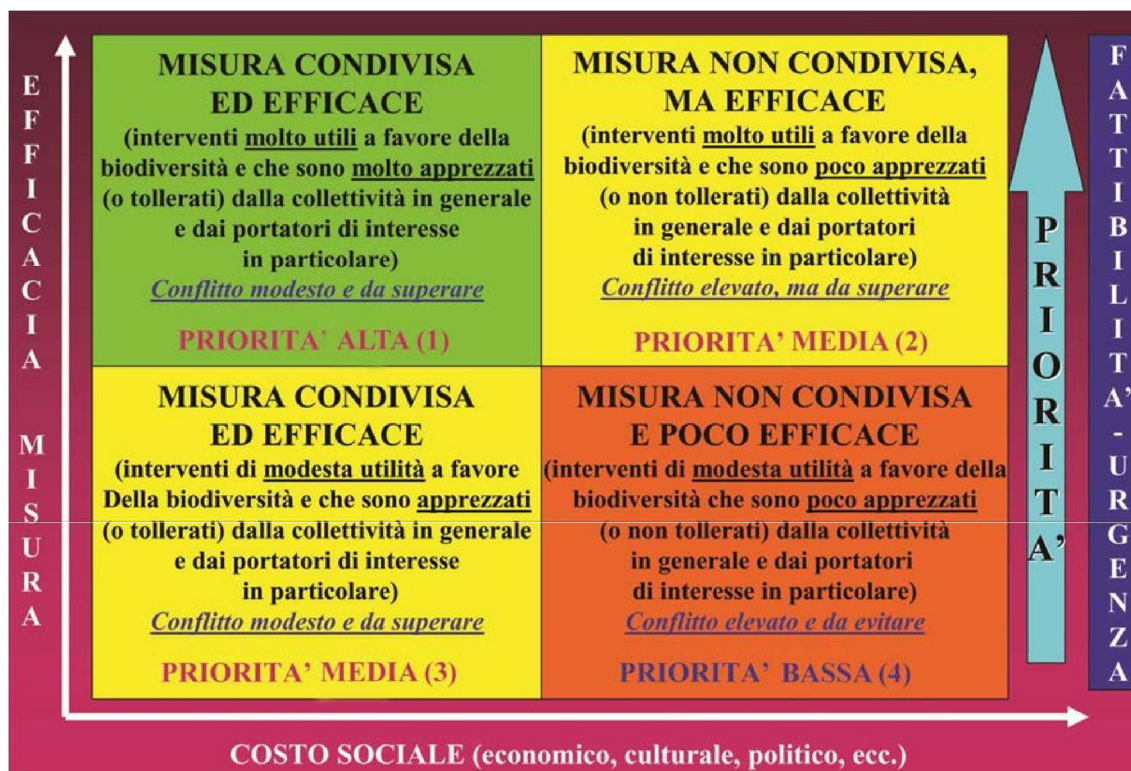 EFFICACIA MISURA
MISURA CONDIVISA
ED EFFICACE
(interventi molto utili a favore della
biodiversità e che sono molto apprezzati
(o tollerati) dalla collettività in generale
e dai portatori di interesse
in particolare)
Conflitto modesto e da superare
PRIORITA’ ALTA (1)
MISURA NON CONDIVISA,
MA EFFICACE
(interventi molto utili a favore della
biodiversità e che sono poco apprezzati
(o non tollerati) dalla collettività
in generale e dai portatori
di interesse in particolare)
Conflitto elevato, ma da superare
PRIORITA’ MEDIA (2)
MISURA CONDIVISA
ED EFFICACE
(interventi di modesta utilità a favore
Della biodiversità e che sono apprezzati
(o tollerati) dalla collettività in generale
e dai portatori di interesse
in particolare)
Conflitto modesto e da superare
PRIORITA’ MEDIA (3)
MISURA NON CONDIVISA
E POCO EFFICACE
(interventi di modesta utilità a favore della
biodiversità che sono poco apprezzati
(o non tollerati) dalla collettività
in generale e dai portatori
di interesse in particolare)
Conflitto elevato e da evitare
PRIORITA’ BASSA (4)
PRIORITA’
FATTIBILITA’-URGENZA
COSTO SOCIALE (economico, culturale, politico, ecc.)